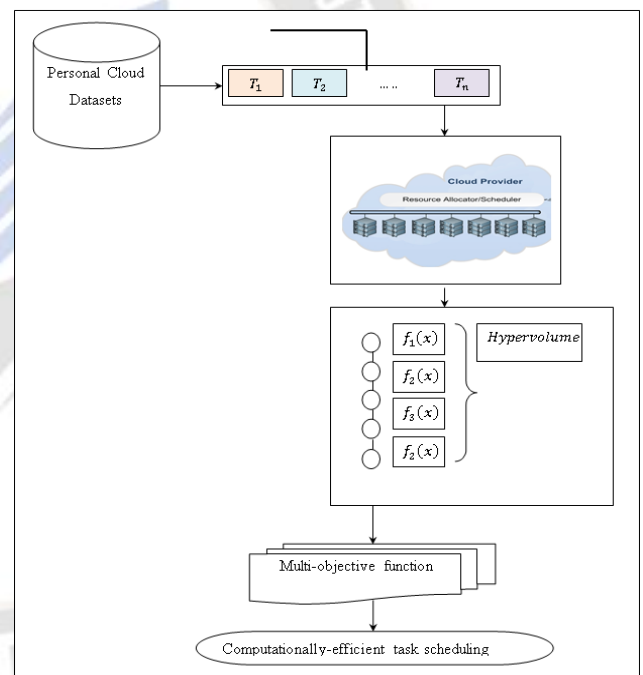 Personal Cloud
Datasets
T₁ T₂ ..... Tₙ
Cloud Provider
Resource Allocator/Scheduler
f₁(x)
Hypervolume
f₂(x)
f₃(x)
f₂(x)
Multi-objective function
Computationally-efficient task scheduling